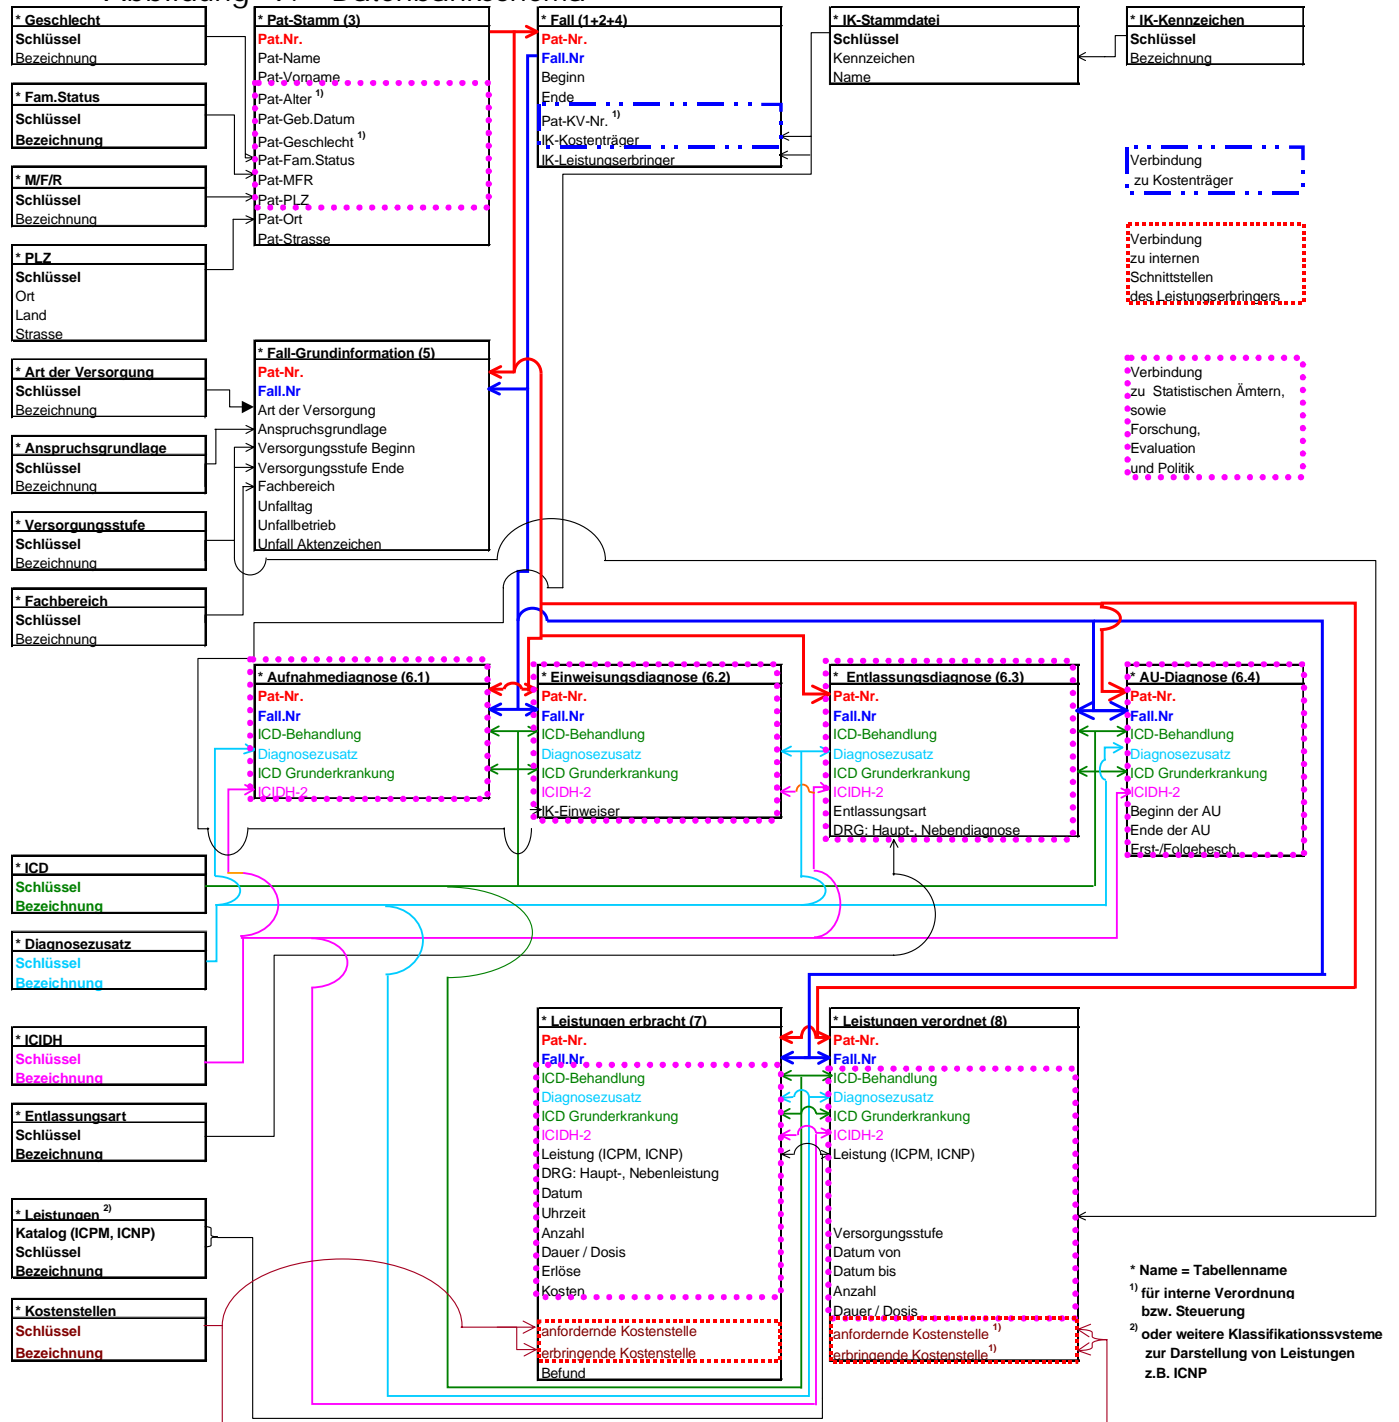 * Geschlecht
Schlüssel
Bezeichnung
* Fam.Status
Schlüssel
Bezeichnung
* M/F/R
Schlüssel
Bezeichnung
* PLZ
Schlüssel
Ort
Land
Strasse
* Art der Versorgung
Schlüssel
Bezeichnung
* Anspruchsgrundlage
Schlüssel
Bezeichnung
* Versorgungsstufe
Schlüssel
Bezeichnung
* Fachbereich
Schlüssel
Bezeichnung
* Pat-Stamm (3)
Pat.Nr.
Pat-Name
Pat-Vorname
Pat-Alter 1)
Pat-Geb.Datum
Pat-Geschlecht 1)
Pat-Fam.Status
Pat-MFR
Pat-PLZ
Pat-Ort
Pat-Strasse
* Fall-Grundinformation (5)
Pat-Nr.
Fall.Nr
Art der Versorgung
Anspruchsgrundlage
Versorgungsstufe Beginn
Versorgungsstufe Ende
Fachbereich
Unfalltag
Unfallbetrieb
Unfall Aktenzeichen
* Fall (1+2+4)
Pat-Nr.
Fall.Nr
Beginn
Ende
Pat-KV-Nr. 1)
IK-Kostenträger
IK-Leistungserbringer
* IK-Stammdatei
Schlüssel
Kennzeichen
Name
* IK-Kennzeichen
Schlüssel
Bezeichnung
Verbindung
zu Kostenträger
Verbindung
zu internen
Schnittstellen
des Leistungserbringers
Verbindung
zu Statistischen Ämtern,
sowie
Forschung,
Evaluation
und Politik
* Aufnahmediagnose (6.1)
Pat-Nr.
Fall.Nr
ICD-Behandlung
Diagnosezusatz
ICD Grunderkrankung
ICIDH-2
* Einweisungsdiagnose (6.2)
Pat-Nr.
Fall.Nr
ICD-Behandlung
Diagnosezusatz
ICD Grunderkrankung
ICIDH-2
IK-Einweiser
* Entlassungsdiagnose (6.3)
Pat-Nr.
Fall.Nr
ICD-Behandlung
Diagnosezusatz
ICD Grunderkrankung
ICIDH-2
Entlassungsart
DRG: Haupt-, Nebendiagnose
* AU-Diagnose (6.4)
Pat-Nr.
Fall.Nr
ICD-Behandlung
Diagnosezusatz
ICD Grunderkrankung
ICIDH-2
Beginn der AU
Ende der AU
Erst-/Folgebesch.
* ICD
Schlüssel
Bezeichnung
* Diagnosezusatz
Schlüssel
Bezeichnung
* ICIDH
Schlüssel
Bezeichnung
* Entlassungsart
Schlüssel
Bezeichnung
* Leistungen 2)
Katalog (ICPM, ICNP)
Schlüssel
Bezeichnung
* Kostenstellen
Schlüssel
Bezeichnung
* Leistungen erbracht (7)
Pat-Nr.
Fall.Nr
ICD-Behandlung
Diagnosezusatz
ICD Grunderkrankung
ICIDH-2
Leistung (ICPM, ICNP)
DRG: Haupt-, Nebenleistung
Datum
Uhrzeit
Anzahl
Dauer / Dosis
Erlöse
Kosten
anfordernde Kostenstelle
erbringende Kostenstelle
Befund
* Leistungen verordnet (8)
Pat-Nr.
Fall.Nr
ICD-Behandlung
Diagnosezusatz
ICD Grunderkrankung
ICIDH-2
Leistung (ICPM, ICNP)
Versorgungsstufe
Datum von
Datum bis
Anzahl
Dauer / Dosis
anfordernde Kostenstelle 1)
erbringende Kostenstelle 1)
* Name = Tabellenname
1) für interne Verordnung
bzw. Steuerung
2) oder weitere Klassifikationssysteme
zur Darstellung von Leistungen
z.B. ICNP